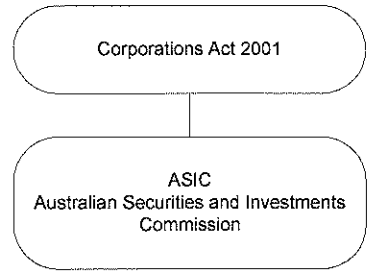 Corporations Act 2001
ASIC
Australian Securities and Investments
Commission